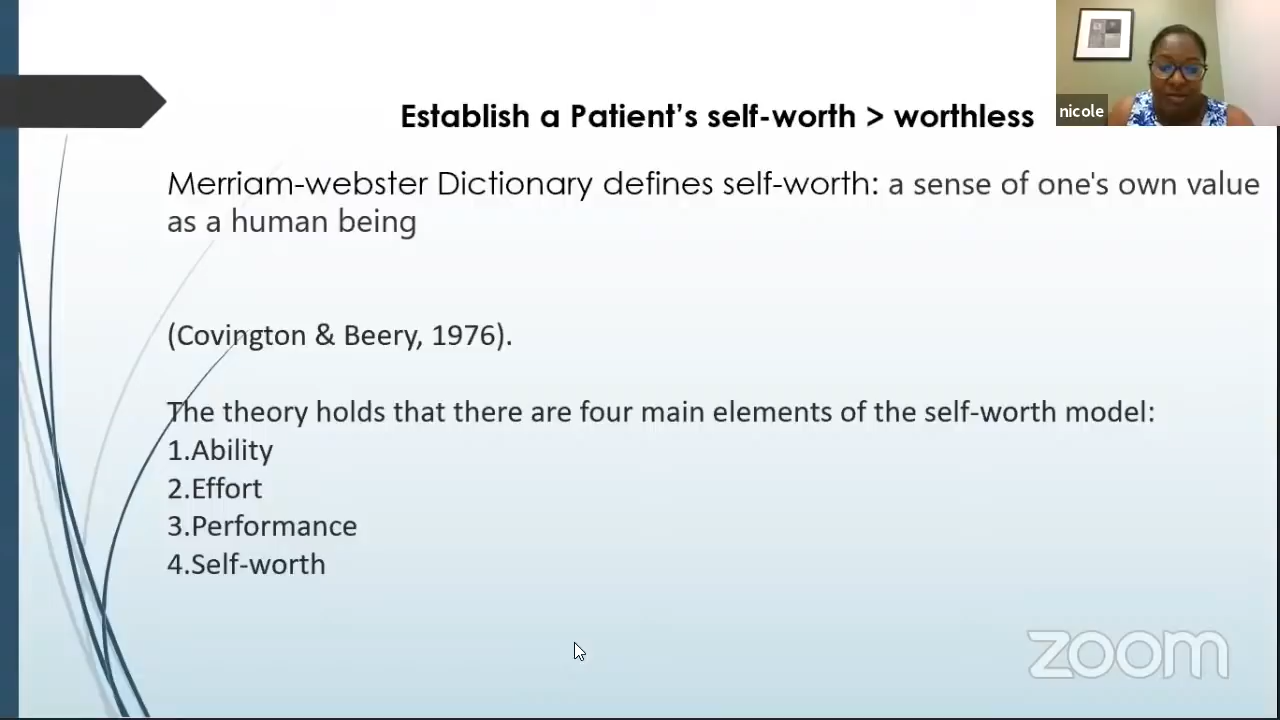 Establish a Patient's self-worth > worthless
nicole
Merriam-webster Dictionary defines self-worth: a sense of one's own value
as a human being
(Covington & Beery, 1976).
The theory holds that there are four main elements of the self-worth model:
1.Ability
2.Effort
3.Performance
4.Self-worth
zoom